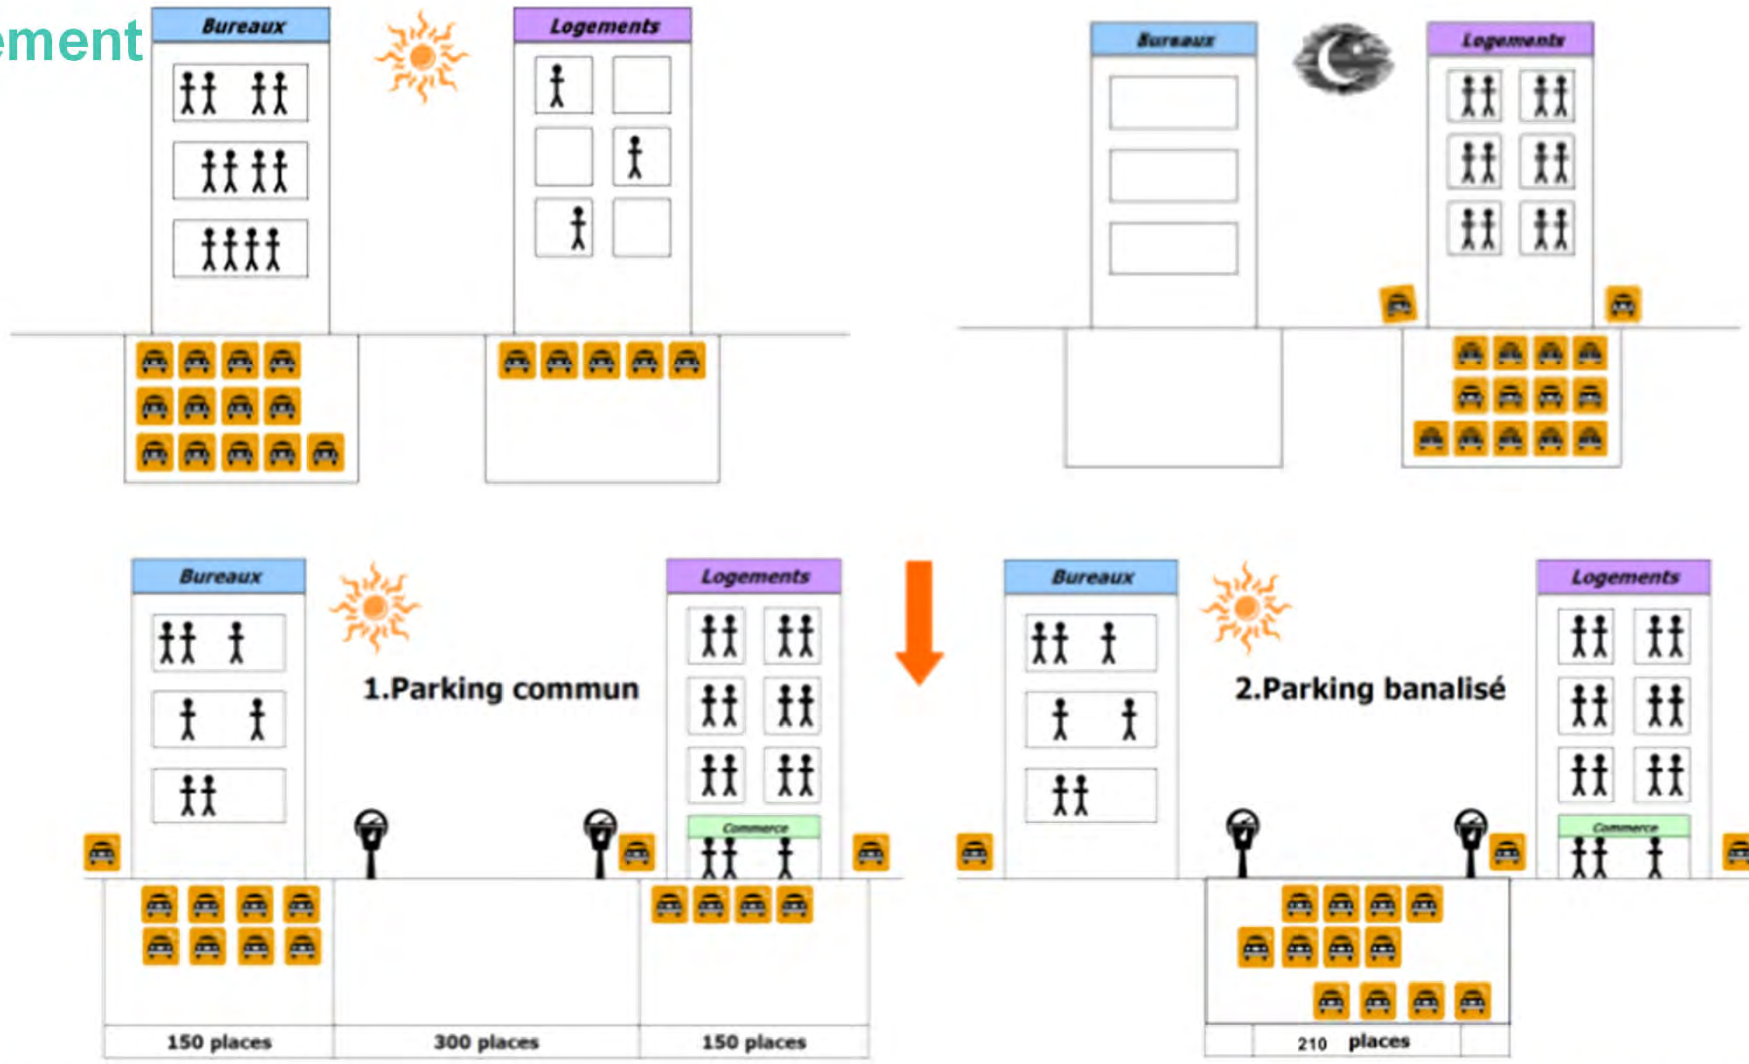 ement
Bureaux
Logements
Bureaux
Logements
Bureaux
Logements
Bureaux
Logements
1.Parking commun
2.Parking banalisé
Commerce
Commerce
150 places
300 places
150 places
210 places